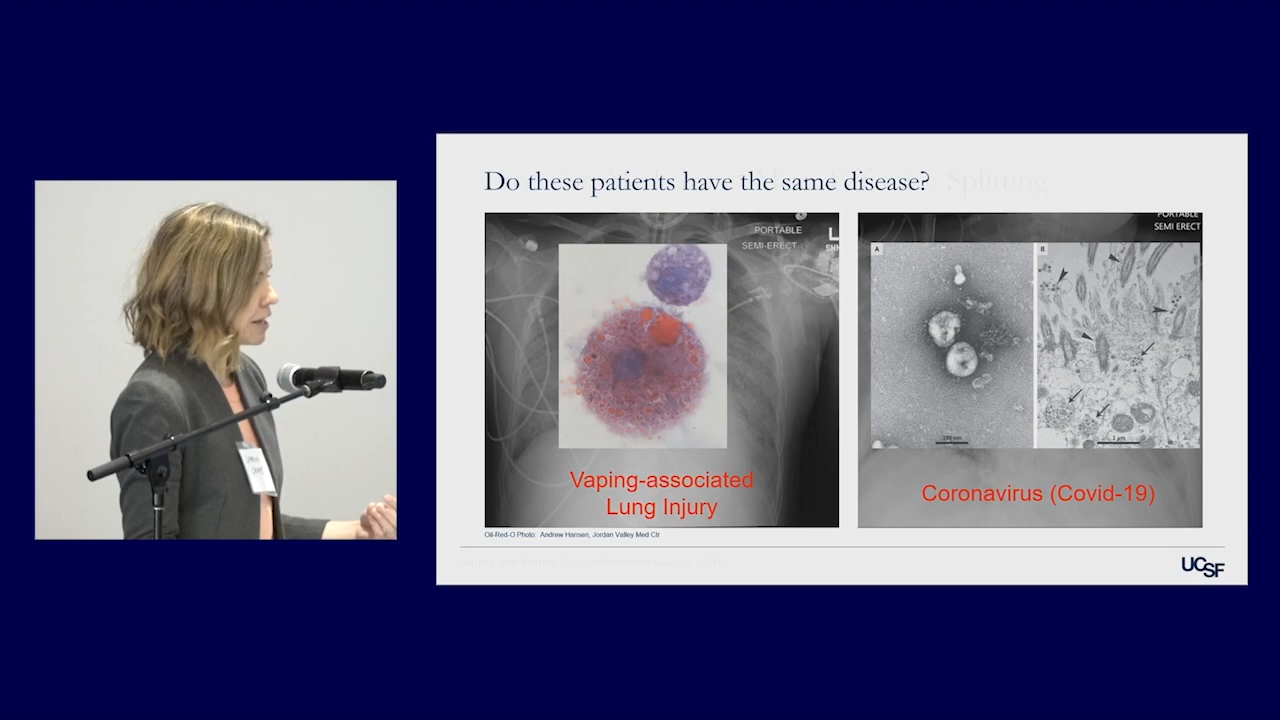 Do these patients have the same disease?
Splitting
PORTABLE
SEMI-ERECT
L
PORTABLE
SEMI ERECT
A
B
200 nm
1 μm
Vaping-associated
Lung Injury
Coronavirus (Covid-19)
Oil-Red-O Photo: Andrew Hansen, Jordan Valley Med Ctr
UCSF